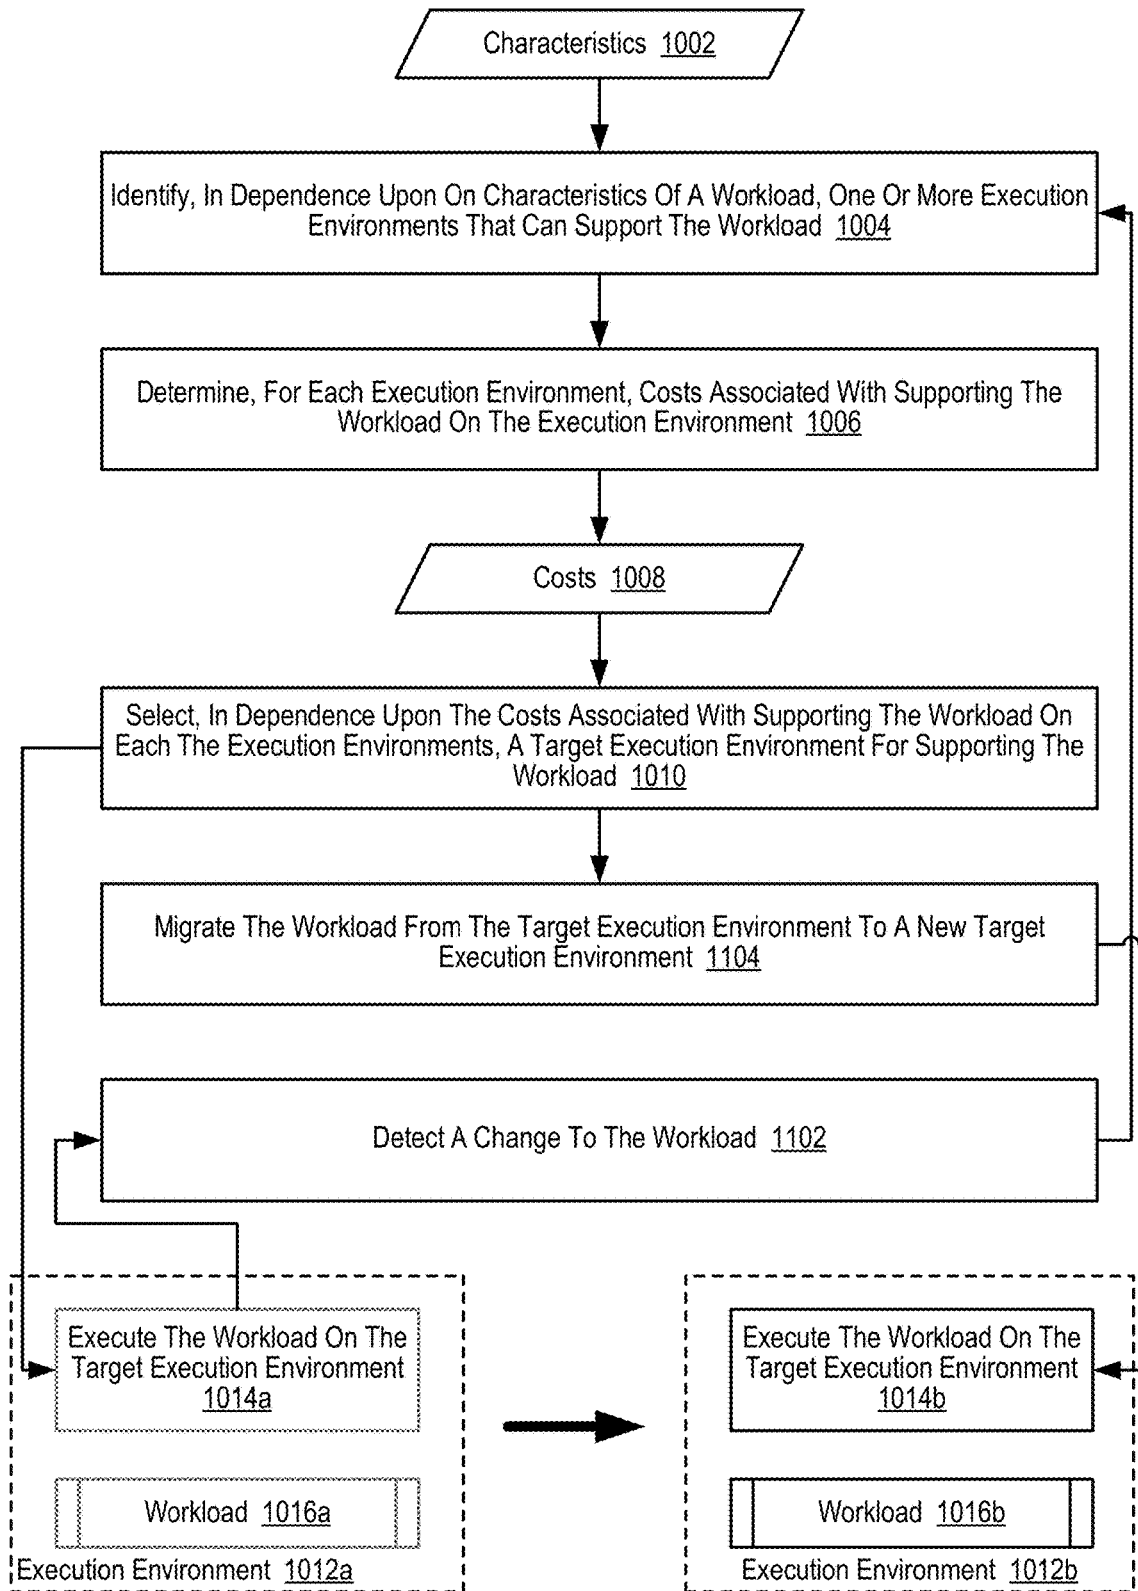 Characteristics 1002
Identify, In Dependence Upon On Characteristics Of A Workload, One Or More Execution
Environments That Can Support The Workload 1004
Determine, For Each Execution Environment, Costs Associated With Supporting The
Workload On The Execution Environment 1006
Costs 1008
Select, In Dependence Upon The Costs Associated With Supporting The Workload On
Each The Execution Environments, A Target Execution Environment For Supporting The
Workload 1010
Migrate The Workload From The Target Execution Environment To A New Target
Execution Environment 1104
Detect A Change To The Workload 1102
Execute The Workload On The
Target Execution Environment
1014a
Workload 1016a
Execution Environment 1012a
Execute The Workload On The
Target Execution Environment
1014b
Workload 1016b
Execution Environment 1012b